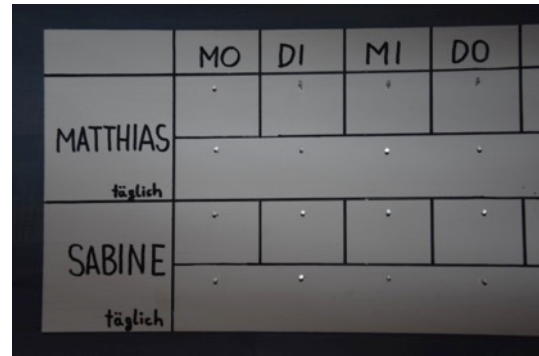 MO DI MI DO
MATTHIAS
täglich
SABINE
täglich